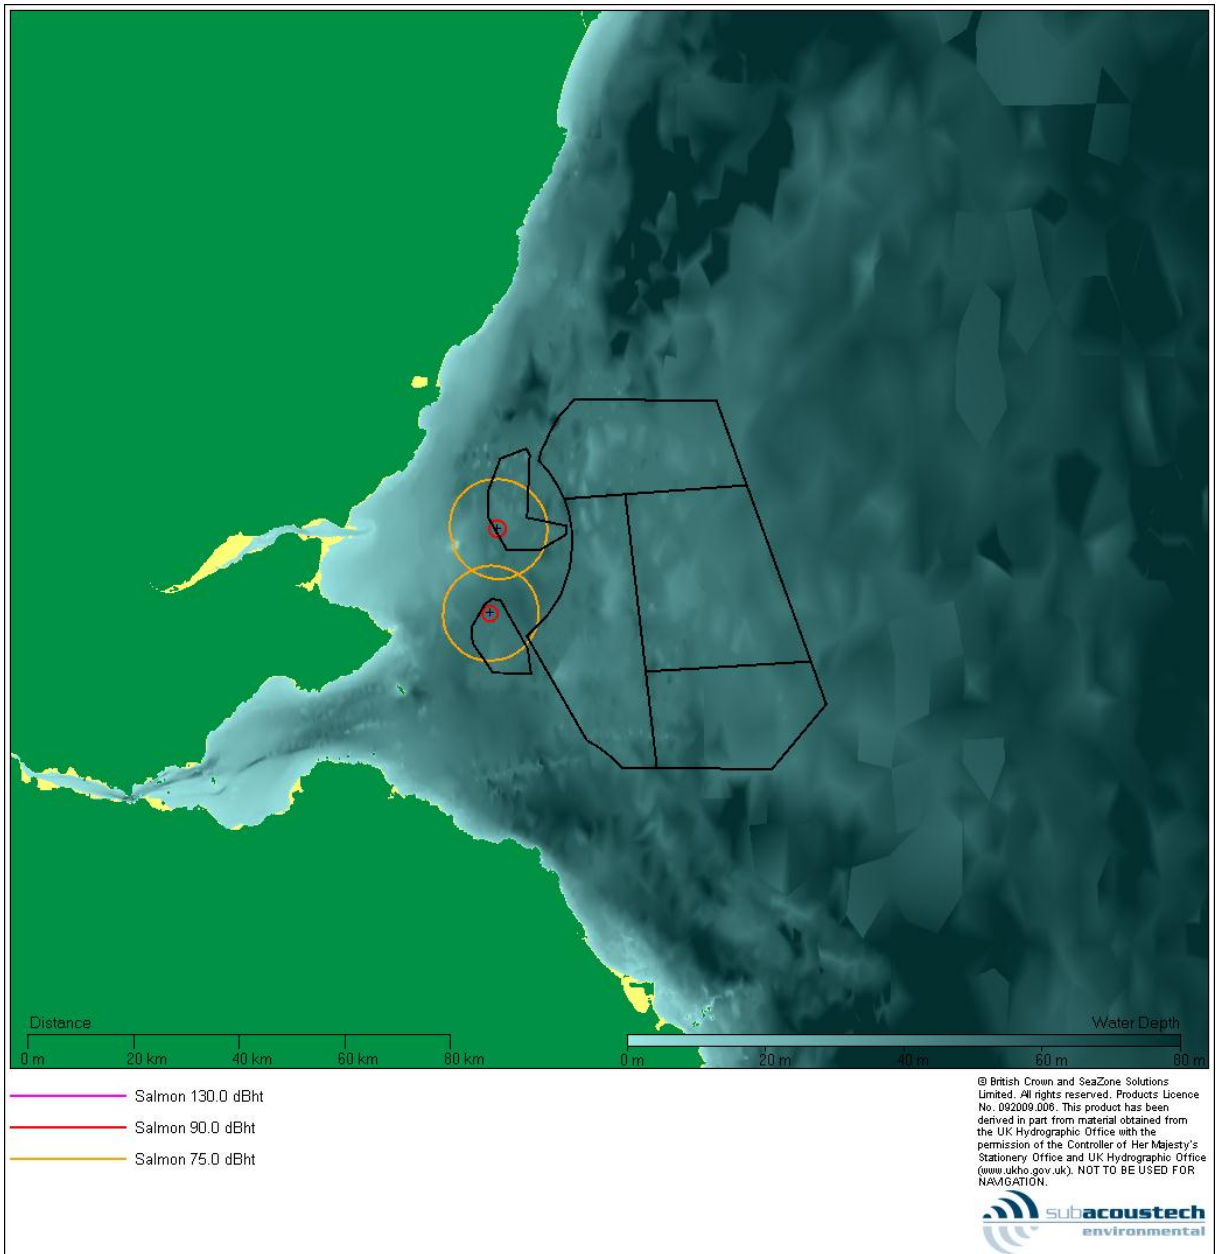 Distance
0 m 20 km 40 km 60 km 80 km
Water Depth
0 m 20 m 40 m 60 m 80 m
Salmon 130.0 dBht
Salmon 90.0 dBht
Salmon 75.0 dBht
© British Crown and SeaZone Solutions
Limited. All rights reserved. Products Licence
No. 092009.006. This product has been
derived in part from material obtained from
the UK Hydrographic Office with the
permission of the Controller of Her Majesty's
Stationery Office and UK Hydrographic Office
(www.ukho.gov.uk). NOT TO BE USED FOR
NAVIGATION.
subacoustech
environmental